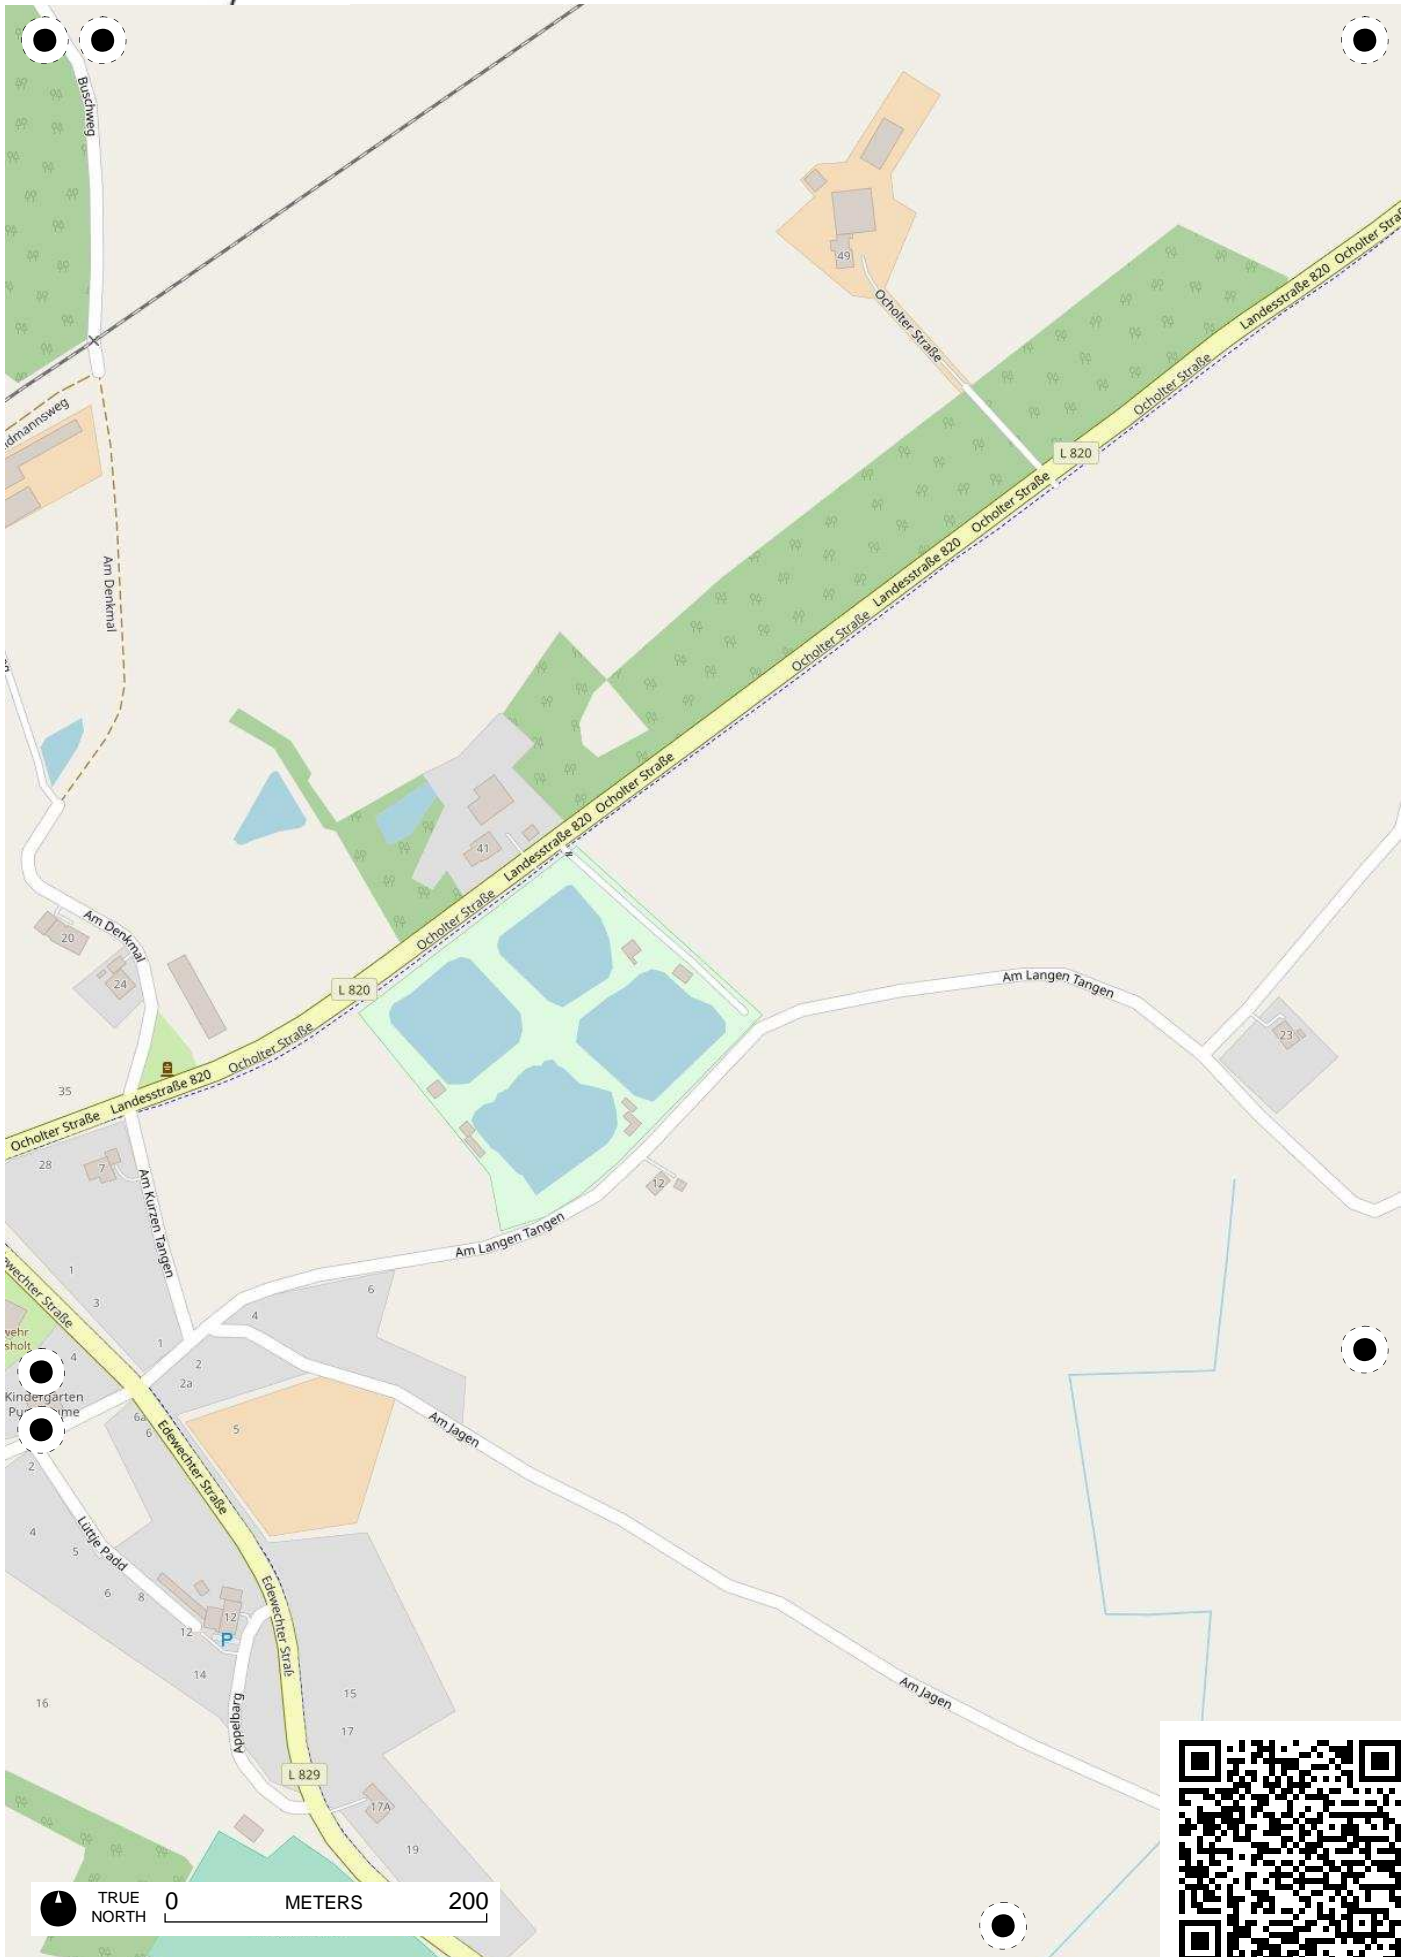 Buschweg
49
Ocholter Straße
Landesstraße 820
Ocholter Straße
L 820
Ocholter Straße
Landesstraße 820
Ocholter Straße
Am Denkmal
Ocholter Straße
Landesstraße 820
41
Ocholter Straße
Am Denkmal
20
24
L 820
Am Langen Tangen
23
Ocholter Straße
35
Landesstraße 820
Ocholter Straße
28
7
12
Am Kurzen Tangen
Am Langen Tangen
1
6
3
4
1
4
2
2a
Kindergarten
6a
6
5
Am Jagen
Edewechter Straße
2
4
Lüttje Padd
5
6
8
Edewechter Straß
12
12
P
14
16
15
Am Jagen
Appelbarg
17
L 829
17A
19
TRUE
NORTH
0 METERS 200